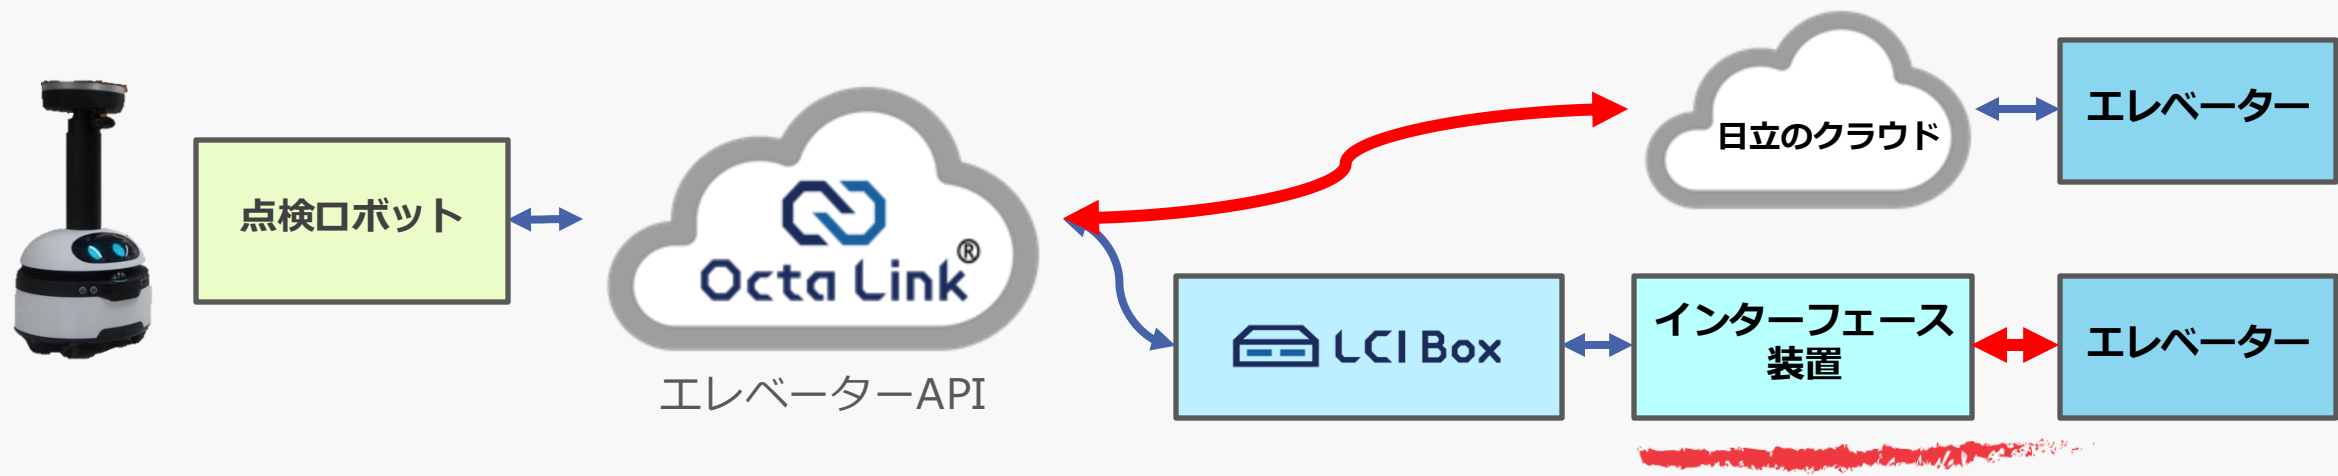 点検ロボット
Octa Link®
エレベーターAPI
日立のクラウド
エレベーター
LCI Box
インターフェース
装置
エレベーター